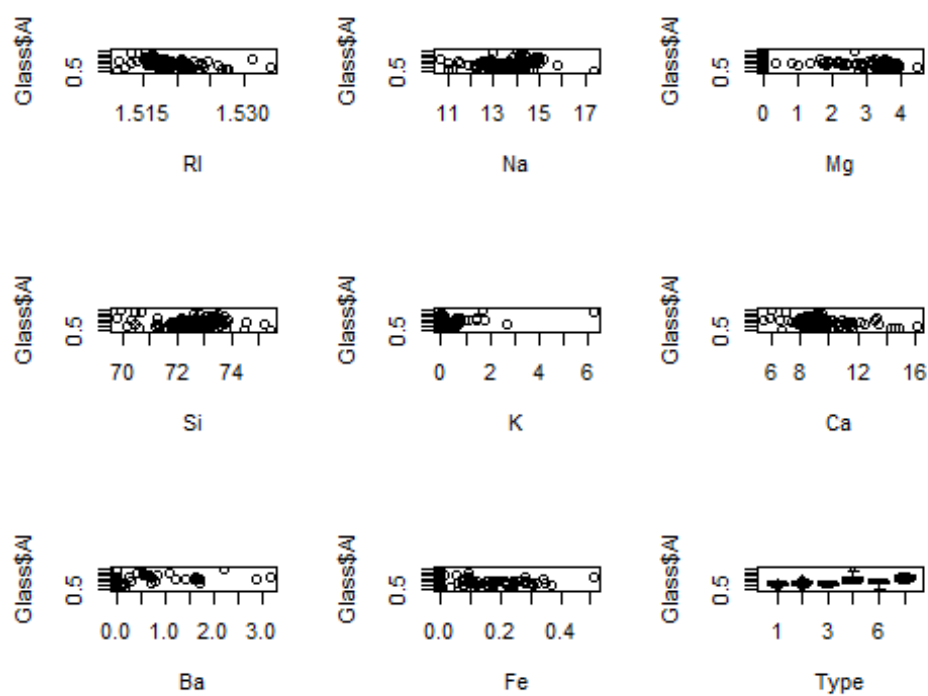 Glass$Al
0.5
1.515 1.530
RI
Glass$Al
0.5
11 13 15 17
Na
Glass$Al
0.5
0 1 2 3 4
Mg
Glass$Al
0.5
70 72 74
Si
Glass$Al
0.5
0 2 4 6
K
Glass$Al
0.5
6 8 12 16
Ca
Glass$Al
0.5
0.0 1.0 2.0 3.0
Ba
Glass$Al
0.5
0.0 0.2 0.4
Fe
Glass$Al
0.5
1 3 6
Type